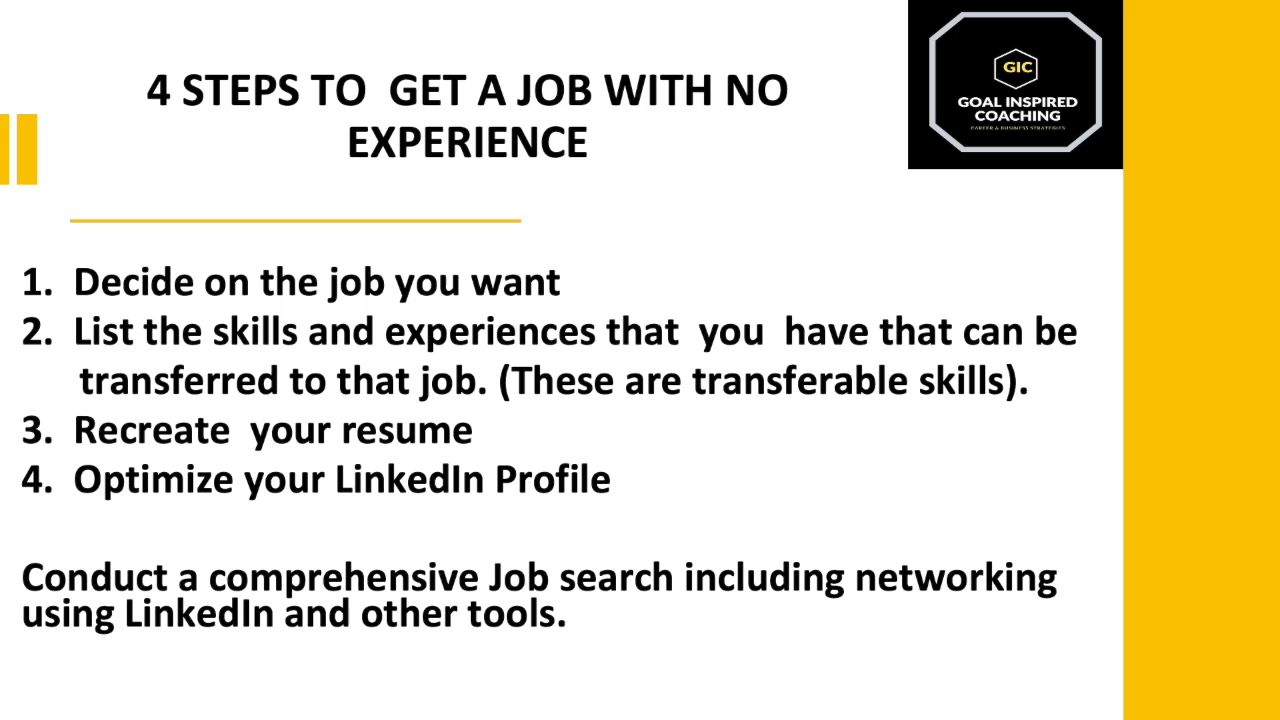 4 STEPS TO  GET A JOB WITH NO
EXPERIENCE
GIC
GOAL INSPIRED
COACHING
CAREER & BUSINESS STRATEGIES
1.  Decide on the job you want
2.  List the skills and experiences that  you  have that can be
transferred to that job. (These are transferable skills).
3.  Recreate  your resume
4.  Optimize your LinkedIn Profile
Conduct a comprehensive Job search including networking
using LinkedIn and other tools.